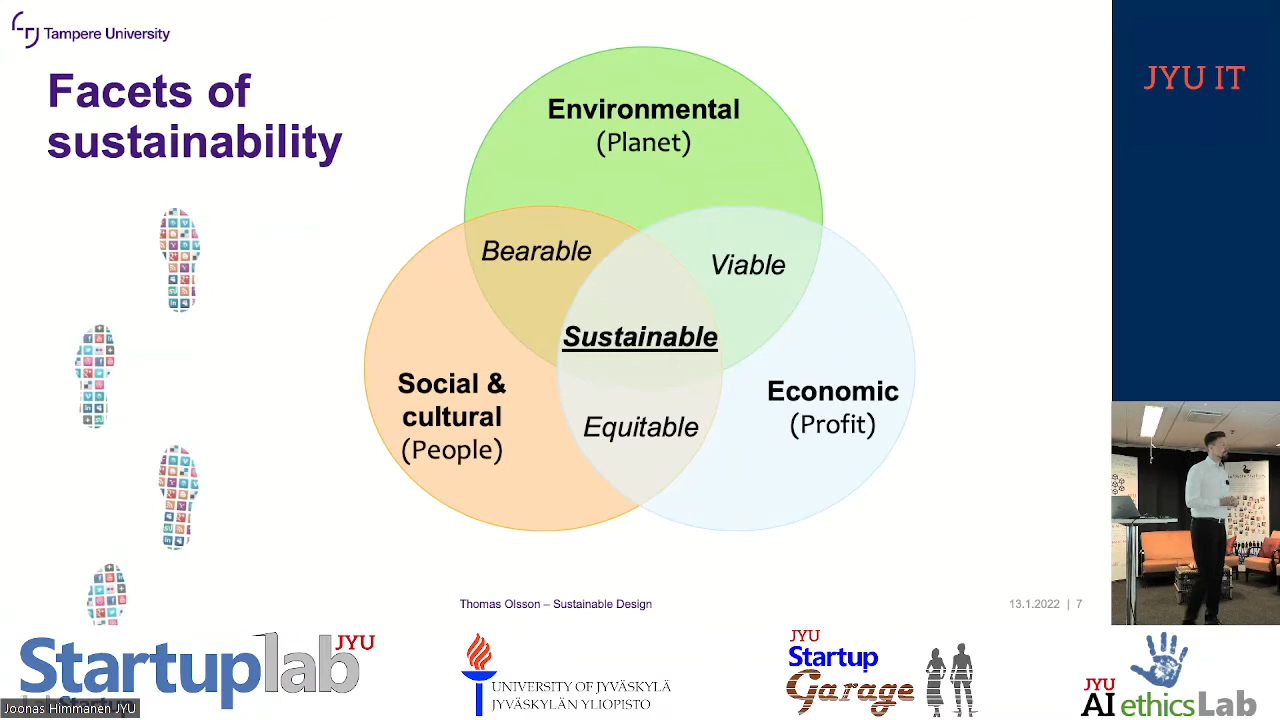 Tampere University
Facets of
sustainability
Environmental
(Planet)
Bearable
Viable
Sustainable
Social &
cultural
(People)
Economic
(Profit)
Equitable
Thomas Olsson – Sustainable Design
13.1.2022 | 7
JYU IT
Startuplab JYU
Joonas Himmanen JYU
UNIVERSITY OF JYVÄSKYLÄ
JYVÄSKYLÄN YLIOPISTO
JYU
Startup
Garage
JYU
AI ethicsLab